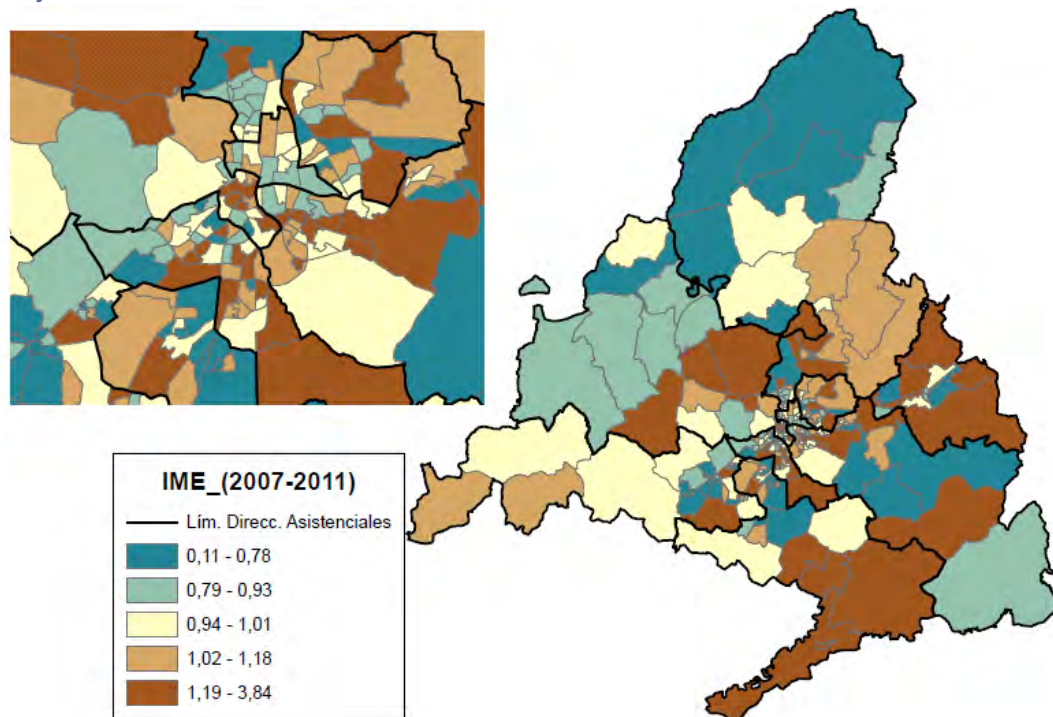 IME_(2007-2011)
Lím. Direcc. Asistenciales
0,11 - 0,78
0,79 - 0,93
0,94 - 1,01
1,02 - 1,18
1,19 - 3,84